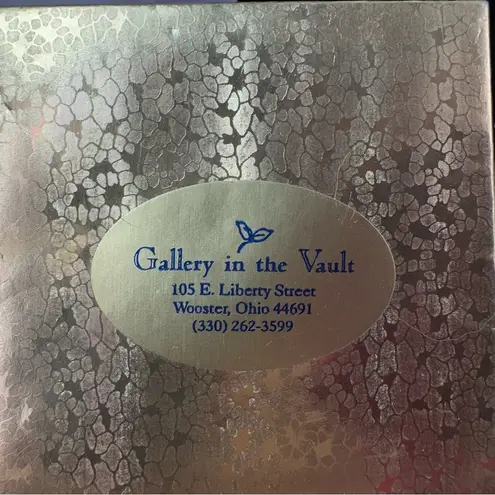 Gallery in the Vault
105 E. Liberty Street
Wooster, Ohio 44691
(330) 262-3599